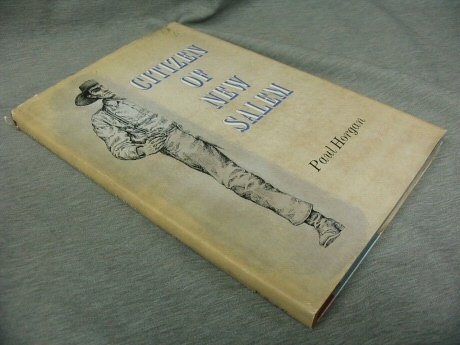 CITIZEN
OF
NEW
SALEM
Paul Horgan